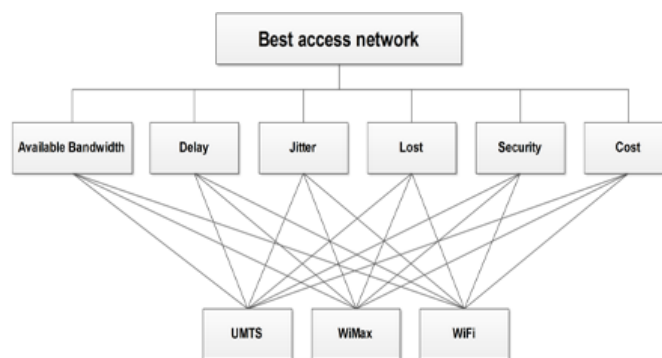 Best access network
Available Bandwidth
Delay
Jitter
Lost
Security
Cost
UMTS
WiMax
WiFi